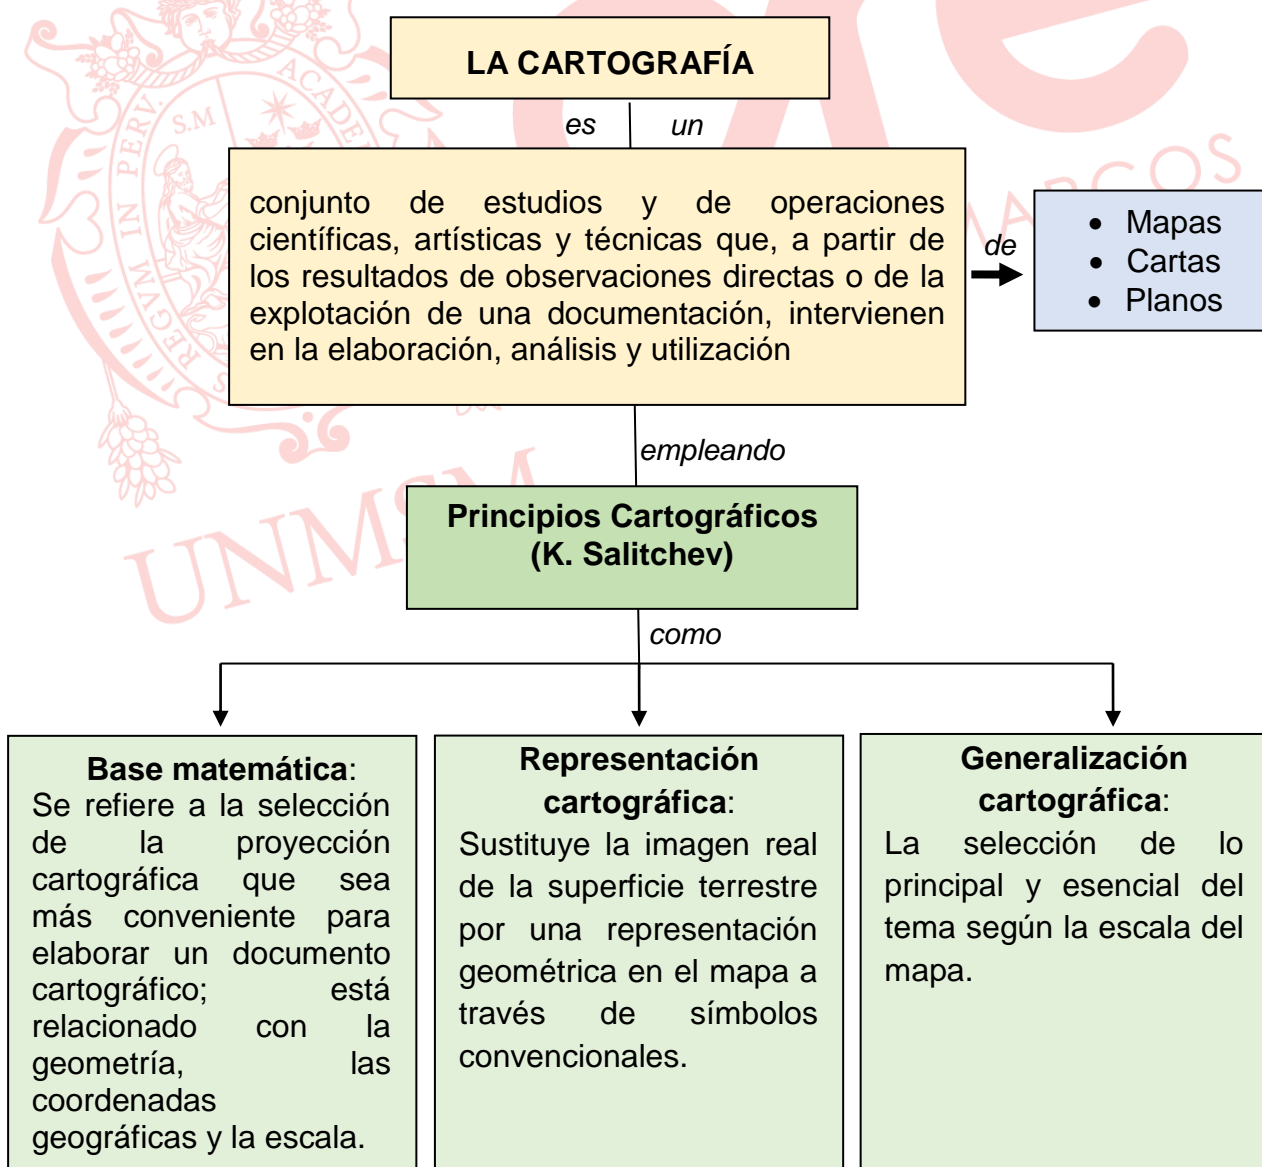 LA CARTOGRAFÍA
es un
conjunto de estudios y de operaciones
científicas, artísticas y técnicas que, a partir de
los resultados de observaciones directas o de la
explotación de una documentación, intervienen
en la elaboración, análisis y utilización
de
• Mapas
• Cartas
• Planos
empleando
Principios Cartográficos
(K. Salitchev)
como
Base matemática:
Se refiere a la selección
de la proyección
cartográfica que sea
más conveniente para
elaborar un documento
cartográfico; está
relacionado con la
geometría, las
coordenadas
geográficas y la escala.
Representación
cartográfica:
Sustituye la imagen real
de la superficie terrestre
por una representación
geométrica en el mapa a
través de símbolos
convencionales.
Generalización
cartográfica:
La selección de lo
principal y esencial del
tema según la escala del
mapa.
UNMSM
S.M
IN PERV.
REGVM